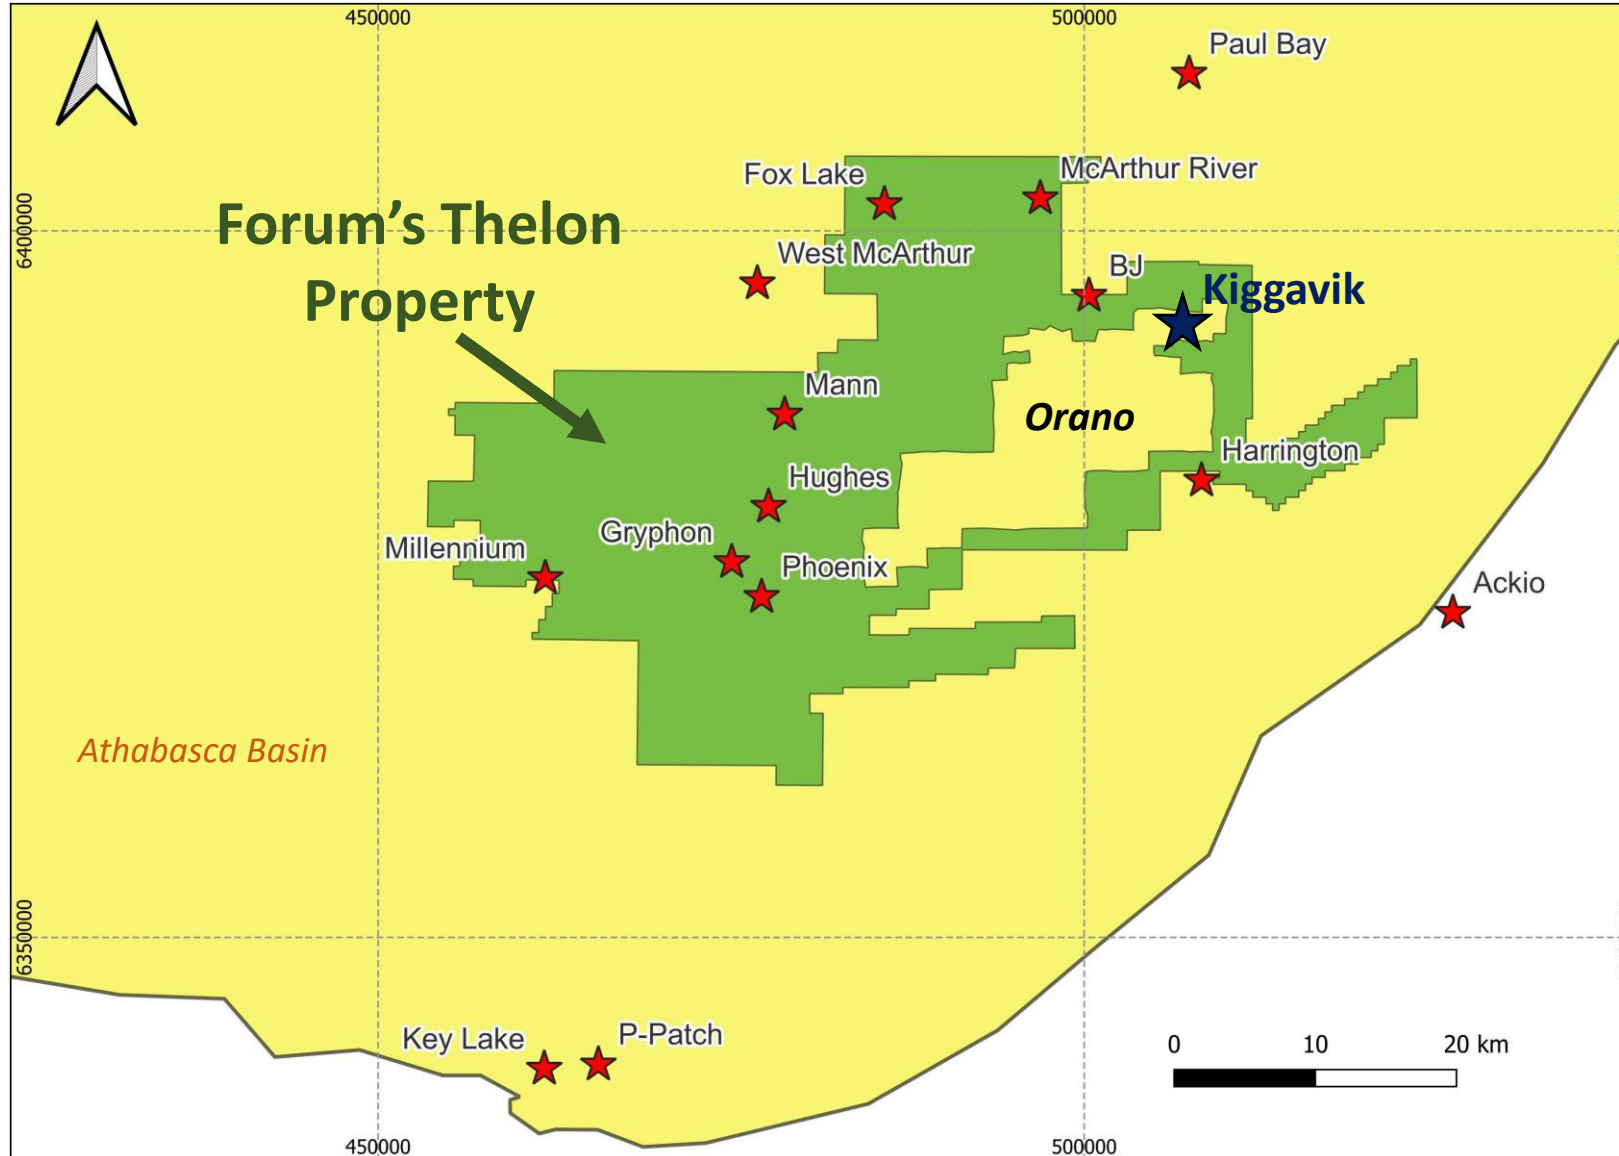 450000
500000
Paul Bay
Fox Lake
McArthur River
Forum's Thelon
Property
6400000
West McArthur
BJ
Kiggavik
Mann
Orano
Harrington
Hughes
Gryphon
Millennium
Phoenix
Ackio
Athabasca Basin
6350000
Key Lake
P-Patch
0 10 20 km
450000
500000